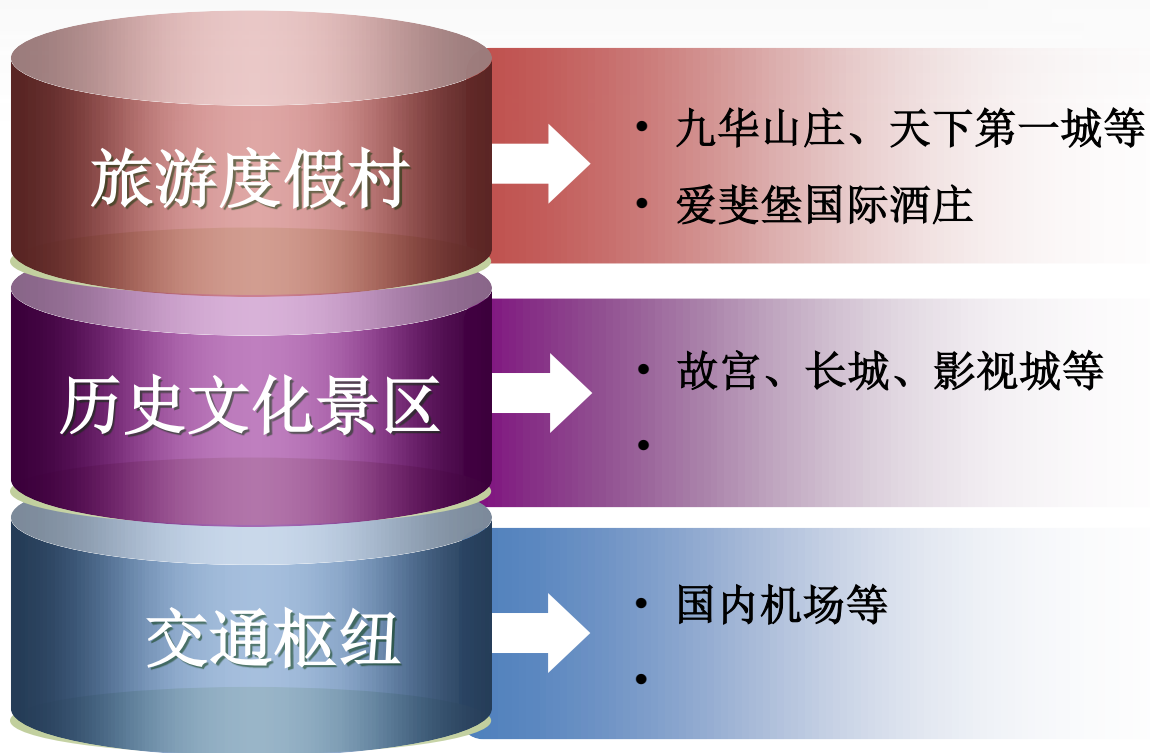 旅游度假村
• 九华山庄、天下第一城等
• 爱斐堡国际酒庄
历史文化景区
• 故宫、长城、影视城等
•
交通枢纽
• 国内机场等
•